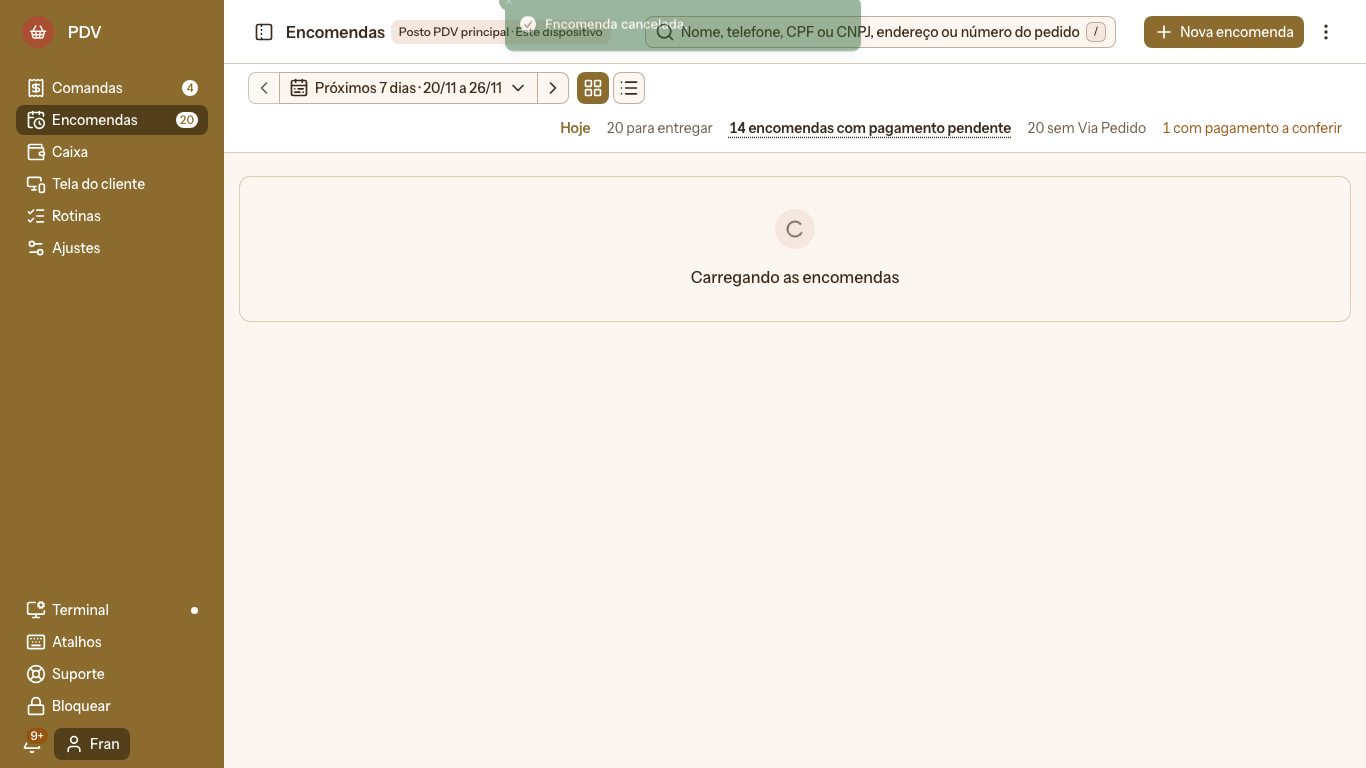 PDV
Comandas 4
Encomendas 20
Caixa
Tela do cliente
Rotinas
Ajustes
Terminal
Atalhos
Suporte
Bloquear
9+
Fran
Encomendas
Posto PDV principal · Este dispositivo
Encomenda cancelada
Nome, telefone, CPF ou CNPJ, endereço ou número do pedido /
Nova encomenda
Próximos 7 dias · 20/11 a 26/11
Hoje 20 para entregar 14 encomendas com pagamento pendente 20 sem Via Pedido 1 com pagamento a conferir
Carregando as encomendas